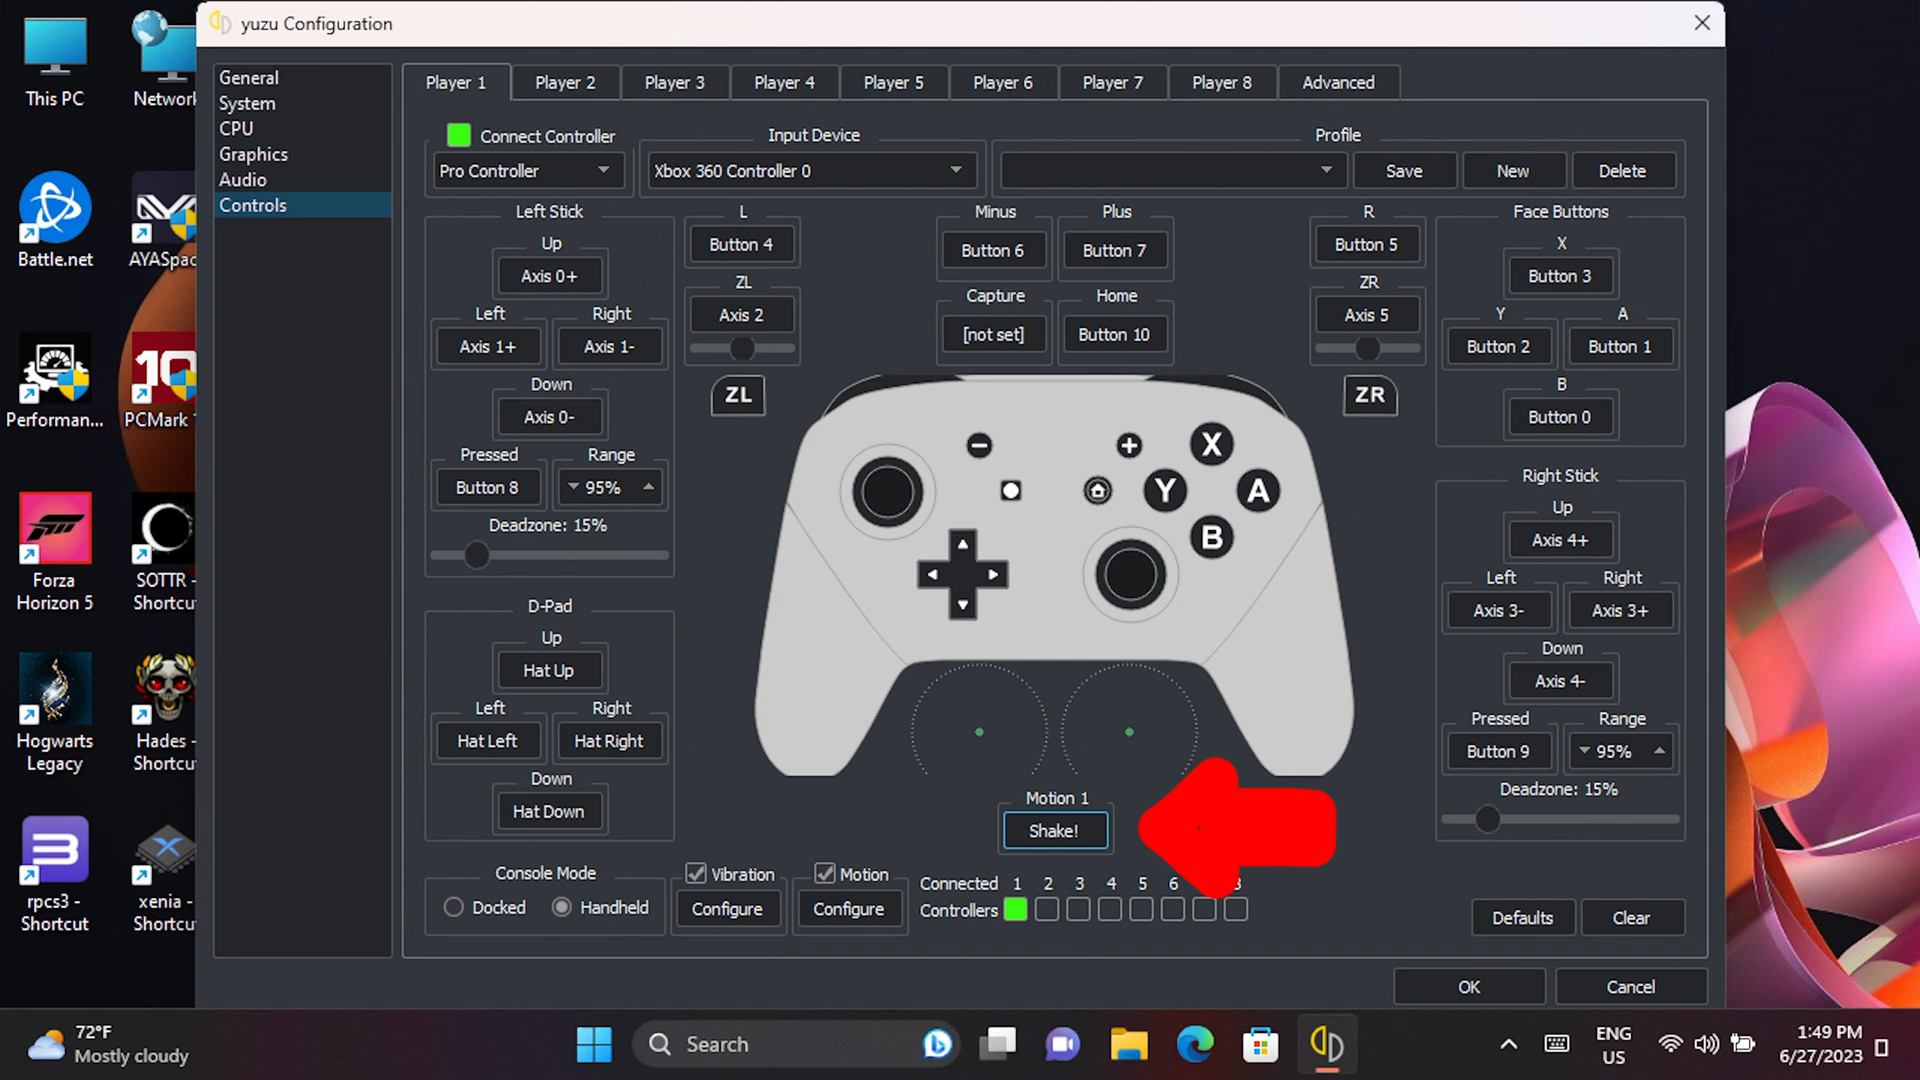 yuzu Configuration
This PC
Network
Battle.net
AYASpac
Performan...
PCMark
Forza
Horizon 5
SOTTR -
Shortcu
Hogwarts
Legacy
Hades -
Shortcu
rpcs3 -
Shortcut
xenia -
Shortcu
General
System
CPU
Graphics
Audio
Controls
Player 1 Player 2 Player 3 Player 4 Player 5 Player 6 Player 7 Player 8 Advanced
Connect Controller Input Device Profile
Pro Controller Xbox 360 Controller 0 Save New Delete
Left Stick
Up
Axis 0+
Left Right
Axis 1+ Axis 1-
Down
Axis 0-
Pressed Range
Button 8 95%
Deadzone: 15%
D-Pad
Up
Hat Up
Left Right
Hat Left Hat Right
Down
Hat Down
L
Button 4
ZL
Axis 2
ZL
Minus Plus
Button 6 Button 7
Capture Home
[not set] Button 10
R
Button 5
ZR
Axis 5
ZR
X
Y A
B
Face Buttons
X
Button 3
Y A
Button 2 Button 1
B
Button 0
Right Stick
Up
Axis 4+
Left Right
Axis 3- Axis 3+
Down
Axis 4-
Pressed Range
Button 9 95%
Deadzone: 15%
Motion 1
Shake!
Console Mode
Docked Handheld
Vibration
Configure
Motion
Configure
Connected 1 2 3 4 5 6
Controllers
Defaults Clear
OK Cancel
72°F
Mostly cloudy
Search
ENG
US
1:49 PM
6/27/2023